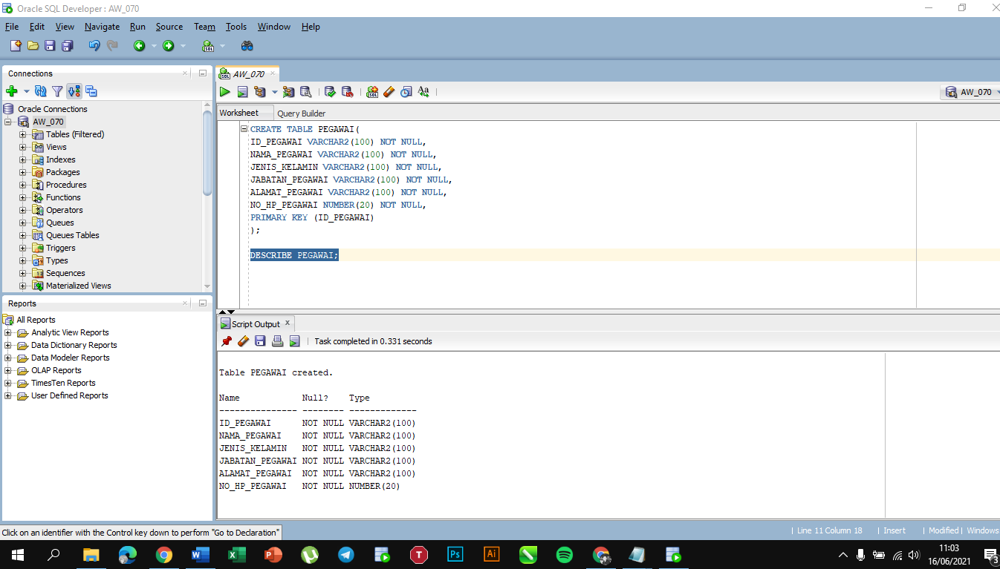 Oracle SQL Developer : AW_070
File Edit View Navigate Run Source Team Tools Window Help
Connections
Oracle Connections
AW_070
Tables (Filtered)
Views
Indexes
Packages
Procedures
Functions
Operators
Queues
Queues Tables
Triggers
Types
Sequences
Materialized Views
Reports
All Reports
Analytic View Reports
Data Dictionary Reports
Data Modeler Reports
OLAP Reports
TimesTen Reports
User Defined Reports
AW_070
AW_070
Worksheet Query Builder
CREATE TABLE PEGAWAI(
ID_PEGAWAI VARCHAR2(100) NOT NULL,
NAMA_PEGAWAI VARCHAR2(100) NOT NULL,
JENIS_KELAMIN VARCHAR2(100) NOT NULL,
JABATAN_PEGAWAI VARCHAR2(100) NOT NULL,
ALAMAT_PEGAWAI VARCHAR2(100) NOT NULL,
NO_HP_PEGAWAI NUMBER(20) NOT NULL,
PRIMARY KEY (ID_PEGAWAI)
);
DESCRIBE PEGAWAI;
Script Output
Task completed in 0.331 seconds
Table PEGAWAI created.
Name Null? Type
--------------- -------- -------------
ID_PEGAWAI NOT NULL VARCHAR2(100)
NAMA_PEGAWAI NOT NULL VARCHAR2(100)
JENIS_KELAMIN NOT NULL VARCHAR2(100)
JABATAN_PEGAWAI NOT NULL VARCHAR2(100)
ALAMAT_PEGAWAI NOT NULL VARCHAR2(100)
NO_HP_PEGAWAI NOT NULL NUMBER(20)
Click on an identifier with the Control key down to perform "Go to Declaration"
Line 11 Column 18 Insert Modified Windows
T Ps Ai
11:03
16/06/2021
3